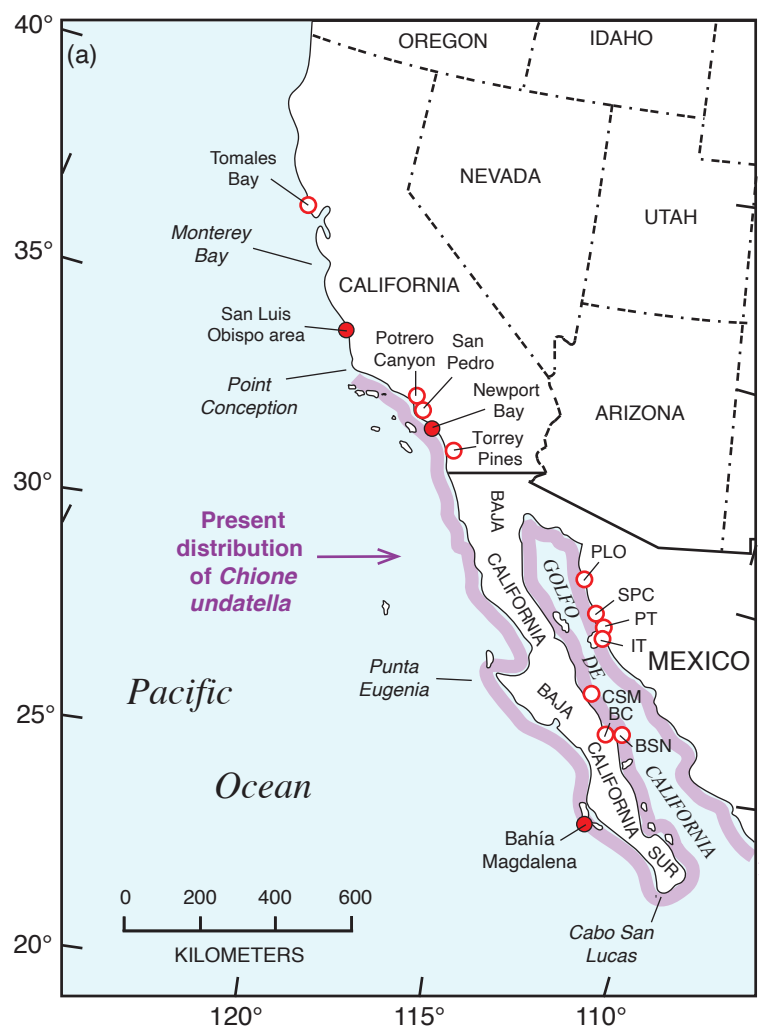 40°
(a)
OREGON
IDAHO
Tomales
Bay
NEVADA
UTAH
Monterey
Bay
35°
CALIFORNIA
San Luis
Obispo area
Potrero
Canyon
San
Pedro
Point
Conception
Newport
Bay
ARIZONA
Torrey
Pines
30°
BAJA
CALIFORNIA
Present
distribution
of Chione
undatella
GOLFO
DE
CALIFORNIA
PLO
SPC
PT
IT
MEXICO
Punta
Eugenia
Pacific
Ocean
BAJA
CALIFORNIA
SUR
CSM
BC
BSN
25°
Bahía
Magdalena
0 200 400 600
KILOMETERS
Cabo San
Lucas
20°
120° 115° 110°